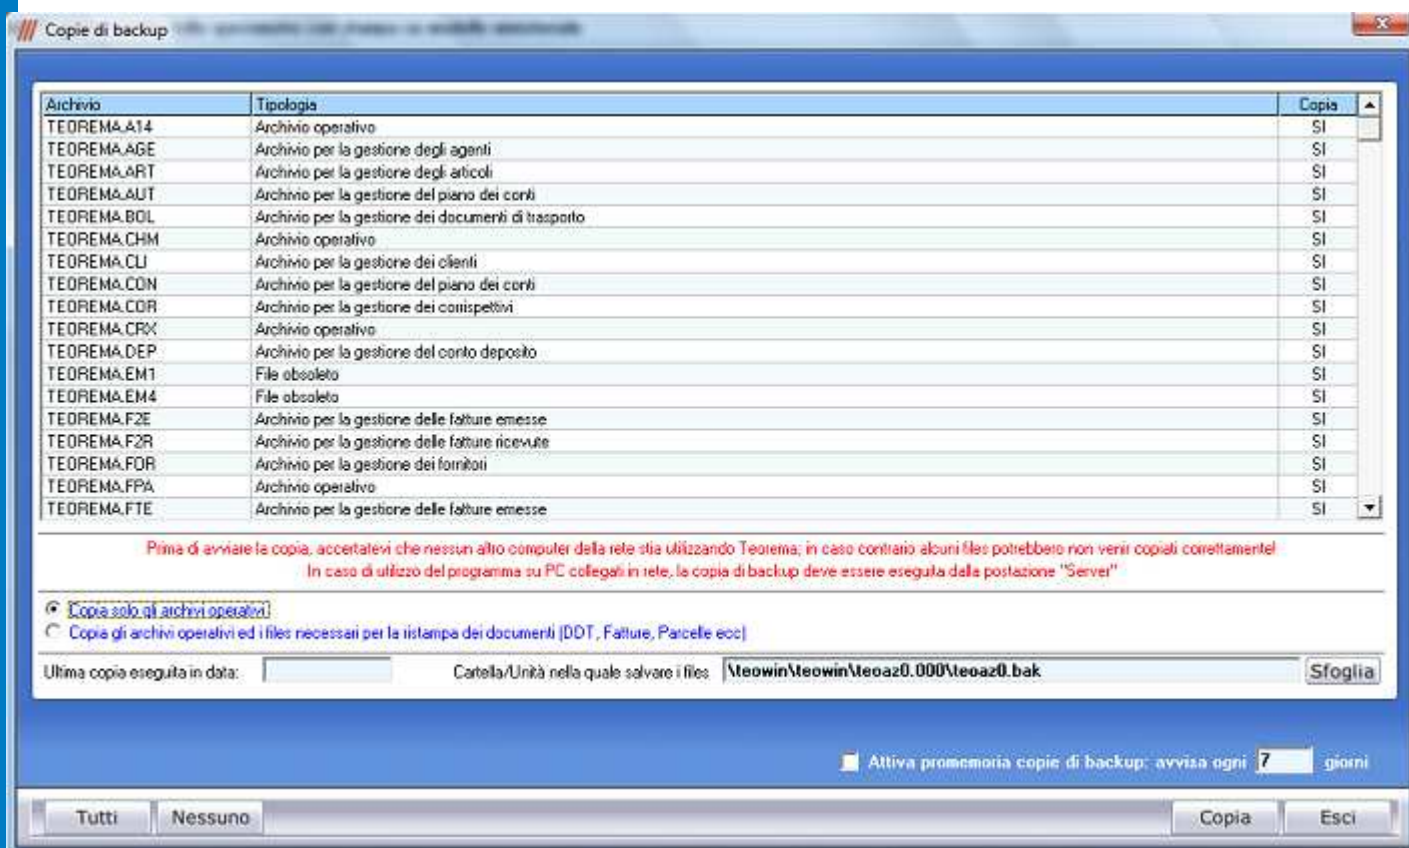 Copie di backup
Archivio Tipologia Copia
TEOREMA.A14 Archivio operativo SI
TEOREMA.AGE Archivio per la gestione degli agenti SI
TEOREMA.ART Archivio per la gestione degli articoli SI
TEOREMA.AUT Archivio per la gestione del piano dei conti SI
TEOREMA.BOL Archivio per la gestione dei documenti di trasporto SI
TEOREMA.CHM Archivio operativo SI
TEOREMA.CLI Archivio per la gestione dei clienti SI
TEOREMA.CON Archivio per la gestione del piano dei conti SI
TEOREMA.COR Archivio per la gestione dei corrispettivi SI
TEOREMA.CRX Archivio operativo SI
TEOREMA.DEP Archivio per la gestione del conto deposito SI
TEOREMA.EM1 File obsoleto SI
TEOREMA.EM4 File obsoleto SI
TEOREMA.F2E Archivio per la gestione delle fatture emesse SI
TEOREMA.F2R Archivio per la gestione delle fatture ricevute SI
TEOREMA.FOR Archivio per la gestione dei fornitori SI
TEOREMA.FPA Archivio operativo SI
TEOREMA.FTE Archivio per la gestione delle fatture emesse SI
Prima di avviare la copia, accertatevi che nessun altro computer della rete stia utilizzando Teorema; in caso contrario alcuni files potrebbero non venir copiati correttamente!
In caso di utilizzo del programma su PC collegati in rete, la copia di backup deve essere eseguita dalla postazione "Server"
Copia solo gli archivi operativi
Copia gli archivi operativi ed i files necessari per la ristampa dei documenti (DDT, Fatture, Parcelle ecc)
Ultima copia eseguita in data: Cartella/Unità nella quale salvare i files \teowin\teowin\teoaz0.000\teoaz0.bak Sfoglia
Attiva promemoria copie di backup: avvisa ogni 7 giorni
Tutti Nessuno Copia Esci